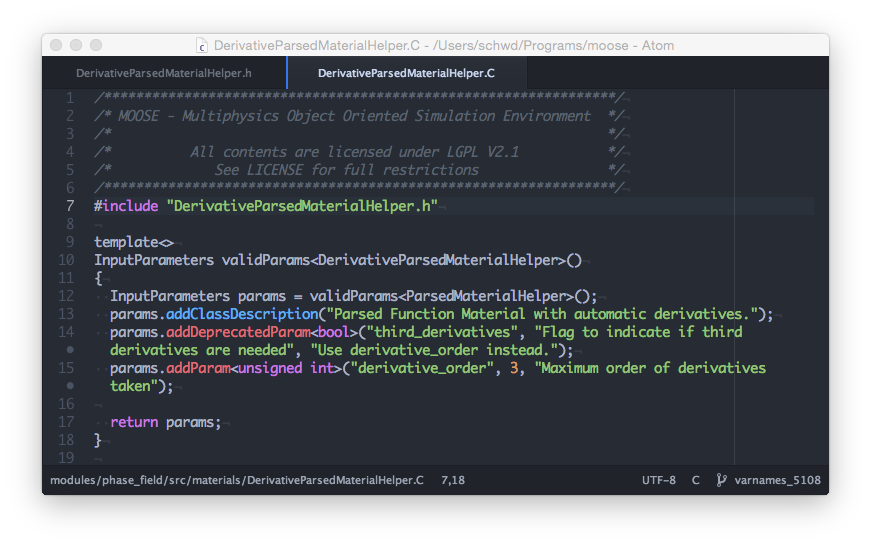 DerivativeParsedMaterialHelper.C - /Users/schwd/Programs/moose - Atom
DerivativeParsedMaterialHelper.h
DerivativeParsedMaterialHelper.C
1 /****************************************************************/
2 /* MOOSE - Multiphysics Object Oriented Simulation Environment  */
3 /*                                                              */
4 /*          All contents are licensed under LGPL V2.1           */
5 /*             See LICENSE for full restrictions                */
6 /****************************************************************/
7 #include "DerivativeParsedMaterialHelper.h"
8
9 template<>
10 InputParameters validParams<DerivativeParsedMaterialHelper>()
11 {
12   InputParameters params = validParams<ParsedMaterialHelper>();
13   params.addClassDescription("Parsed Function Material with automatic derivatives.");
14   params.addDeprecatedParam<bool>("third_derivatives", "Flag to indicate if third
•   derivatives are needed", "Use derivative_order instead.");
15   params.addParam<unsigned int>("derivative_order", 3, "Maximum order of derivatives
•   taken");
16
17   return params;
18 }
19
modules/phase_field/src/materials/DerivativeParsedMaterialHelper.C 7,18 UTF-8 C varnames_5108